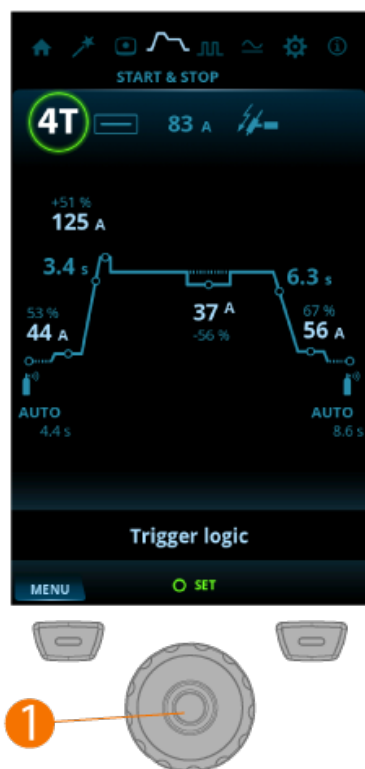 START & STOP
4T 83 A
+51 %
125 A
3.4 s
6.3 s
53 %
44 A
37 A
-56 %
67 %
56 A
AUTO
4.4 s
AUTO
8.6 s
Trigger logic
MENU
SET
1